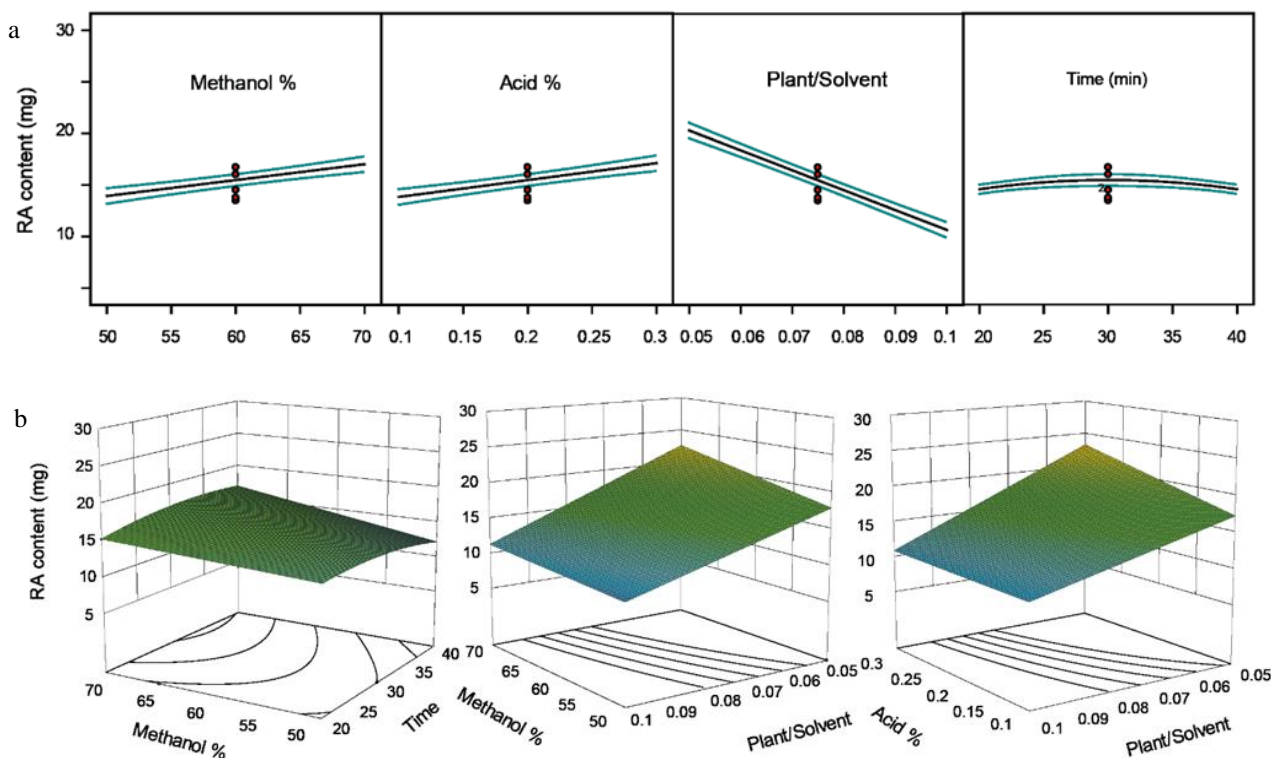 a
RA content (mg)
30
20
10
Methanol %
Acid %
Plant/Solvent
Time (min)
2
50 55 60 65 70
0.1 0.15 0.2 0.25 0.3
0.05 0.06 0.07 0.08 0.09 0.1
20 25 30 35 40
b
RA content (mg)
30
25
20
15
10
5
70 65 60 55 50
Methanol %
20 25 30 35 40
Time
30
25
20
15
10
5
70 65 60 55 50
Methanol %
0.1 0.09 0.08 0.07 0.06 0.05
Plant/Solvent
30
25
20
15
10
5
0.3 0.25 0.2 0.15 0.1
Acid %
0.1 0.09 0.08 0.07 0.06 0.05
Plant/Solvent